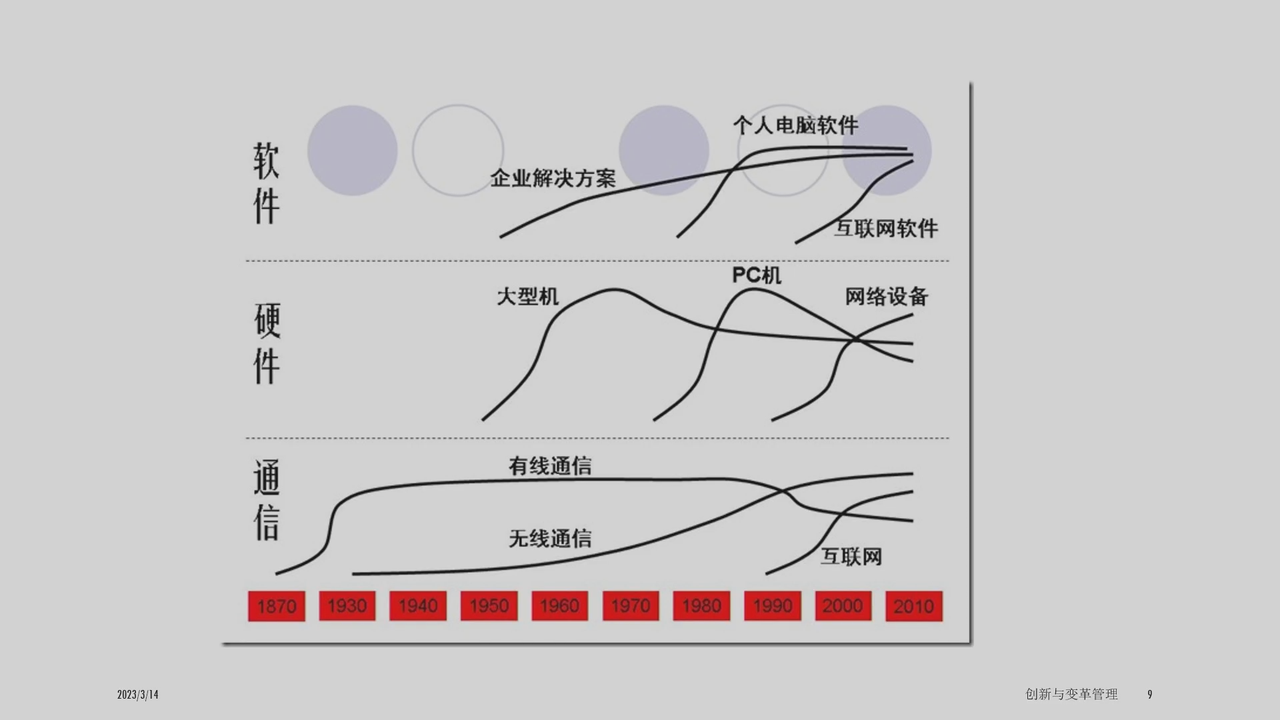 软件
个人电脑软件
企业解决方案
互联网软件
硬件
PC机
大型机
网络设备
通信
有线通信
无线通信
互联网
1870 1930 1940 1950 1960 1970 1980 1990 2000 2010
2023/3/14 创新与变革管理 9